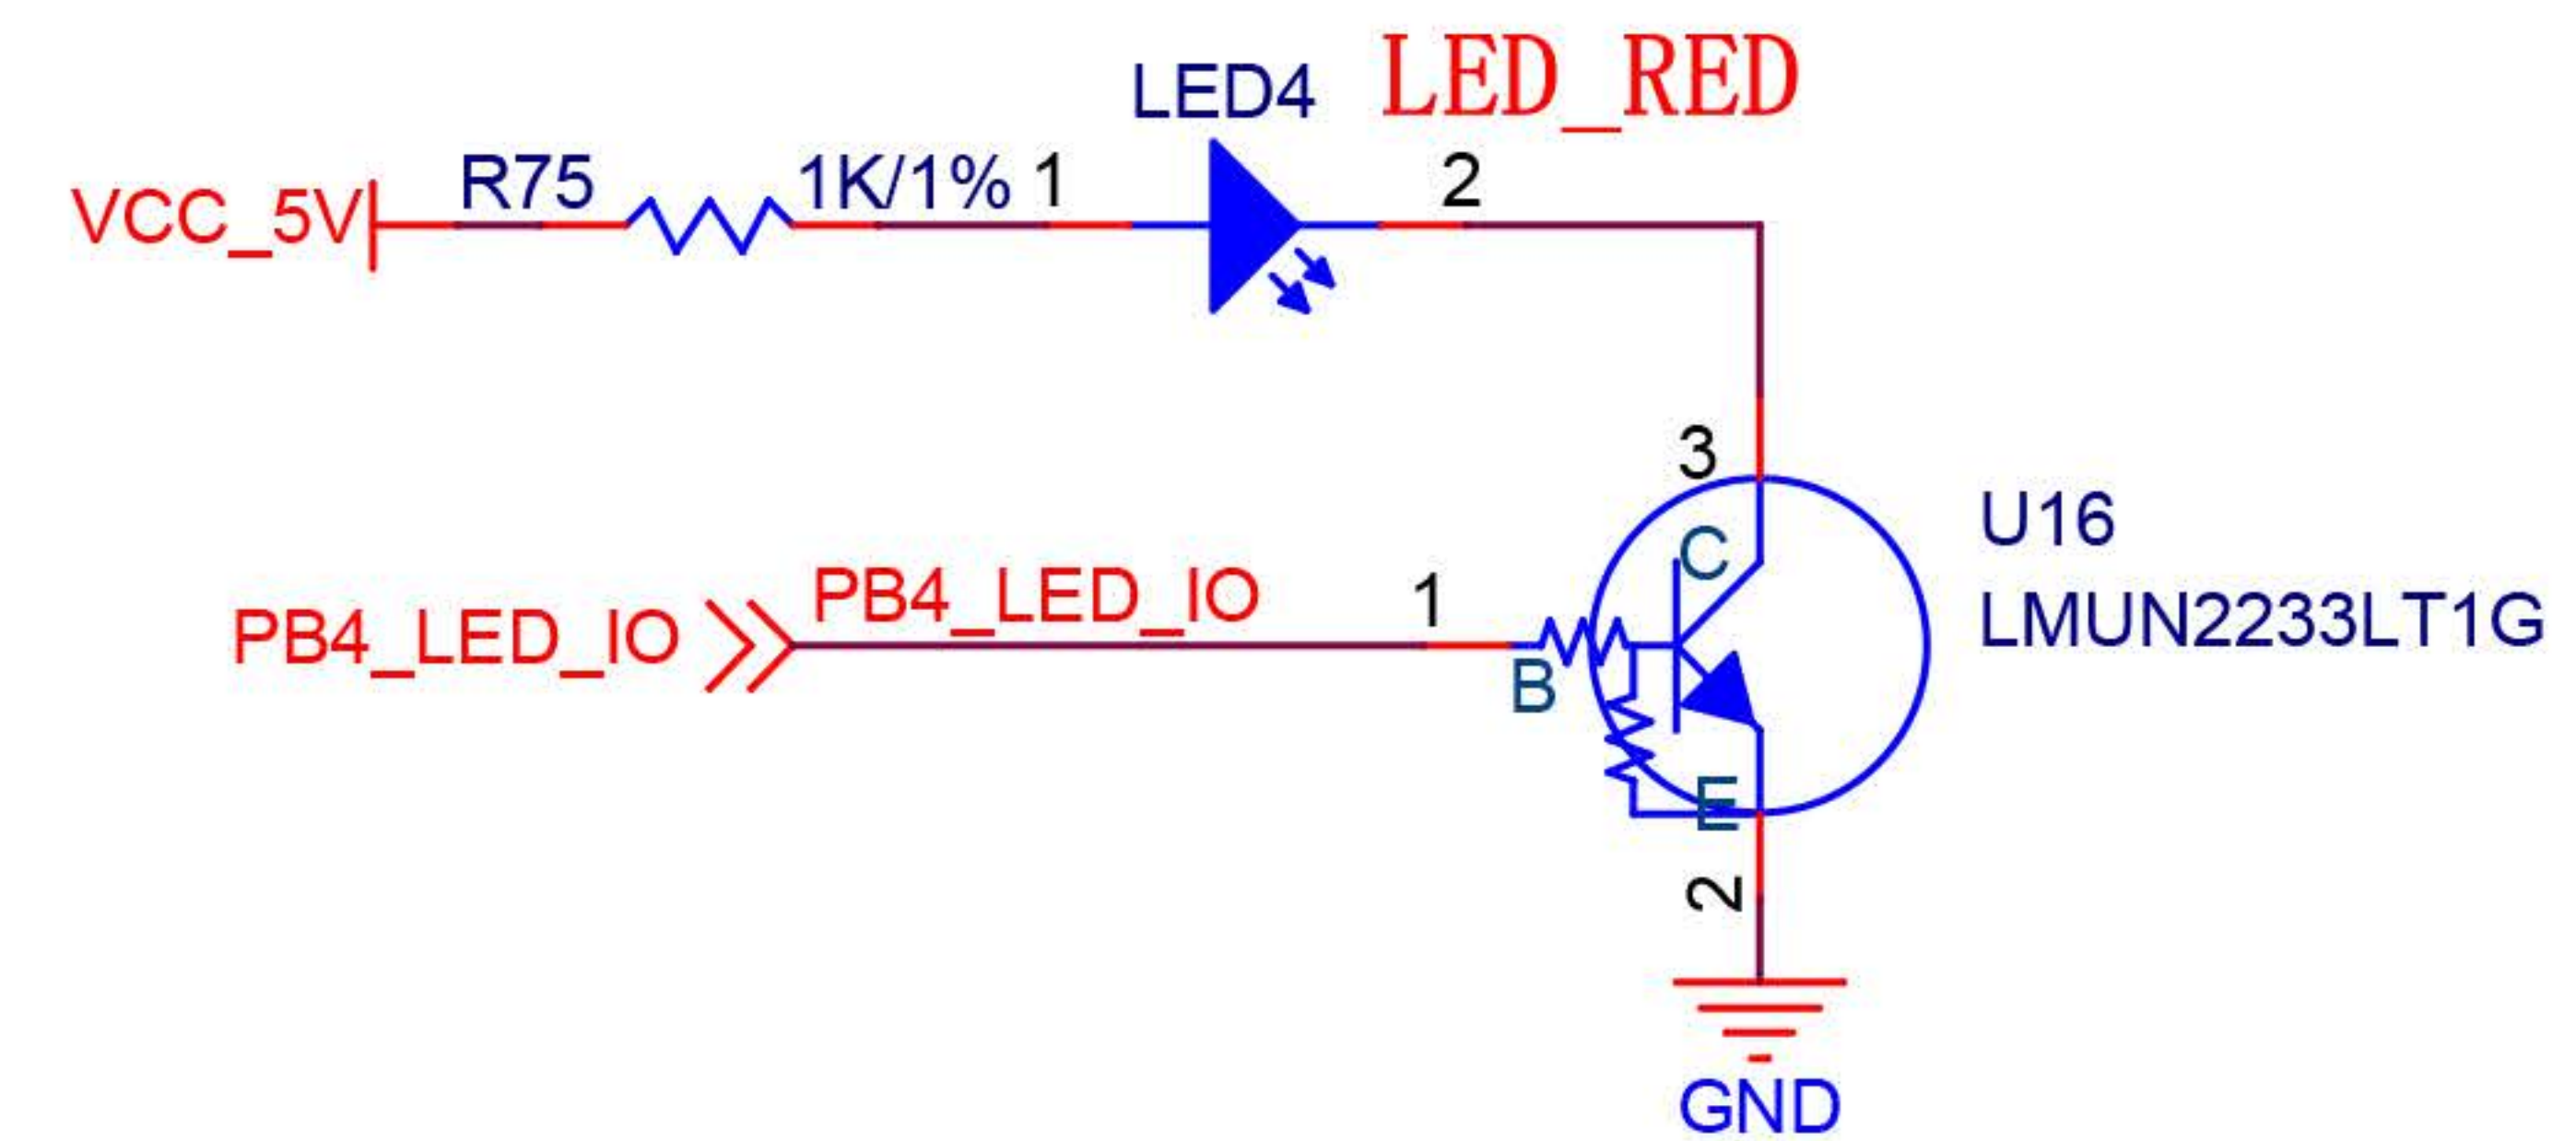 LED4 LED_RED
VCC_5V R75 1K/1% 1 2
3
C
U16
PB4_LED_IO PB4_LED_IO 1
B
LMUN2233LT1G
E
2
GND